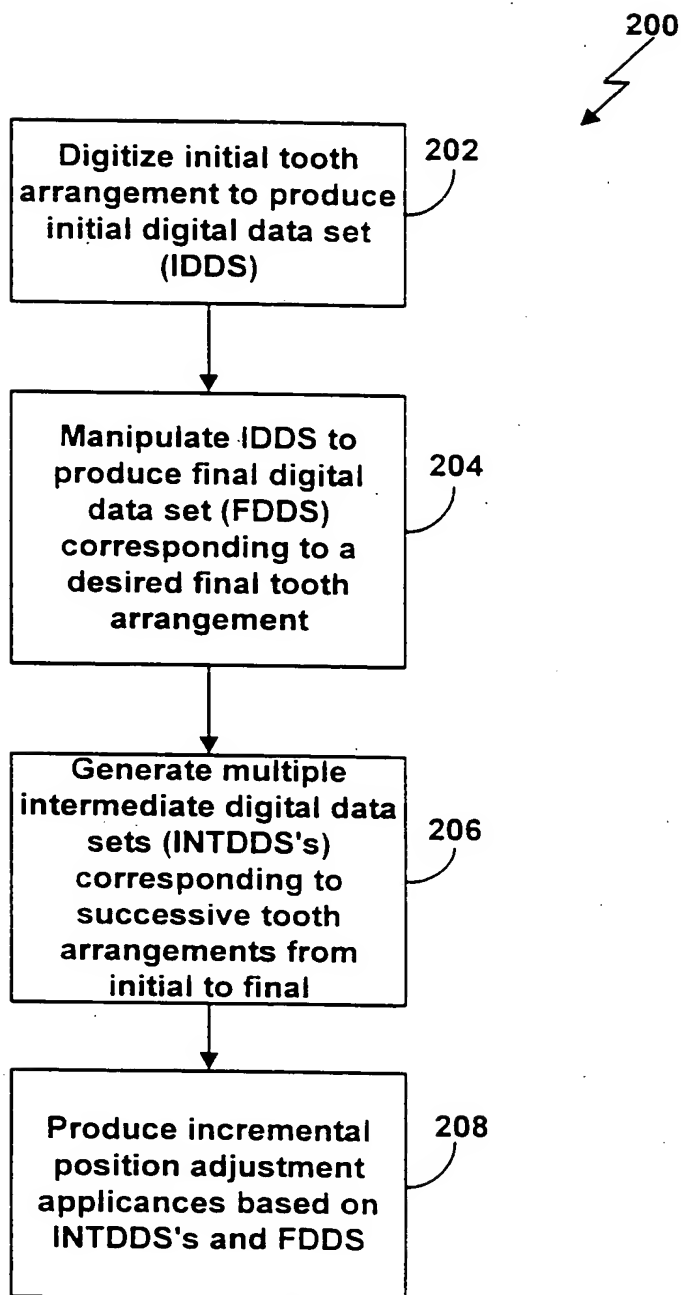 200
Digitize initial tooth
arrangement to produce
initial digital data set
(IDDS)
202
Manipulate IDDS to
produce final digital
data set (FDDS)
corresponding to a
desired final tooth
arrangement
204
Generate multiple
intermediate digital data
sets (INTDDS's)
corresponding to
successive tooth
arrangements from
initial to final
206
Produce incremental
position adjustment
applicances based on
INTDDS's and FDDS
208